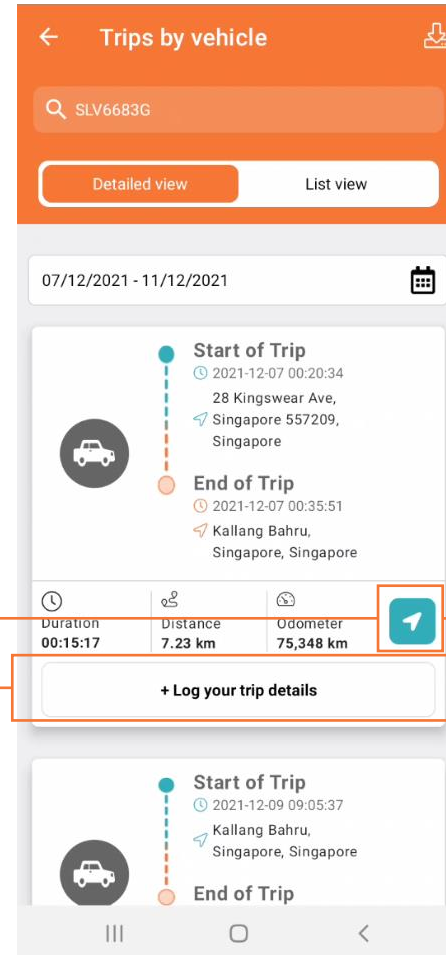 Trips by vehicle
SLV6683G
Detailed view
List view
07/12/2021 - 11/12/2021
Start of Trip
2021-12-07 00:20:34
28 Kingswear Ave,
Singapore 557209,
Singapore
End of Trip
2021-12-07 00:35:51
Kallang Bahru,
Singapore, Singapore
Duration Distance Odometer
00:15:17 7.23 km 75,348 km
+ Log your trip details
Start of Trip
2021-12-09 09:05:37
Kallang Bahru,
Singapore, Singapore
End of Trip